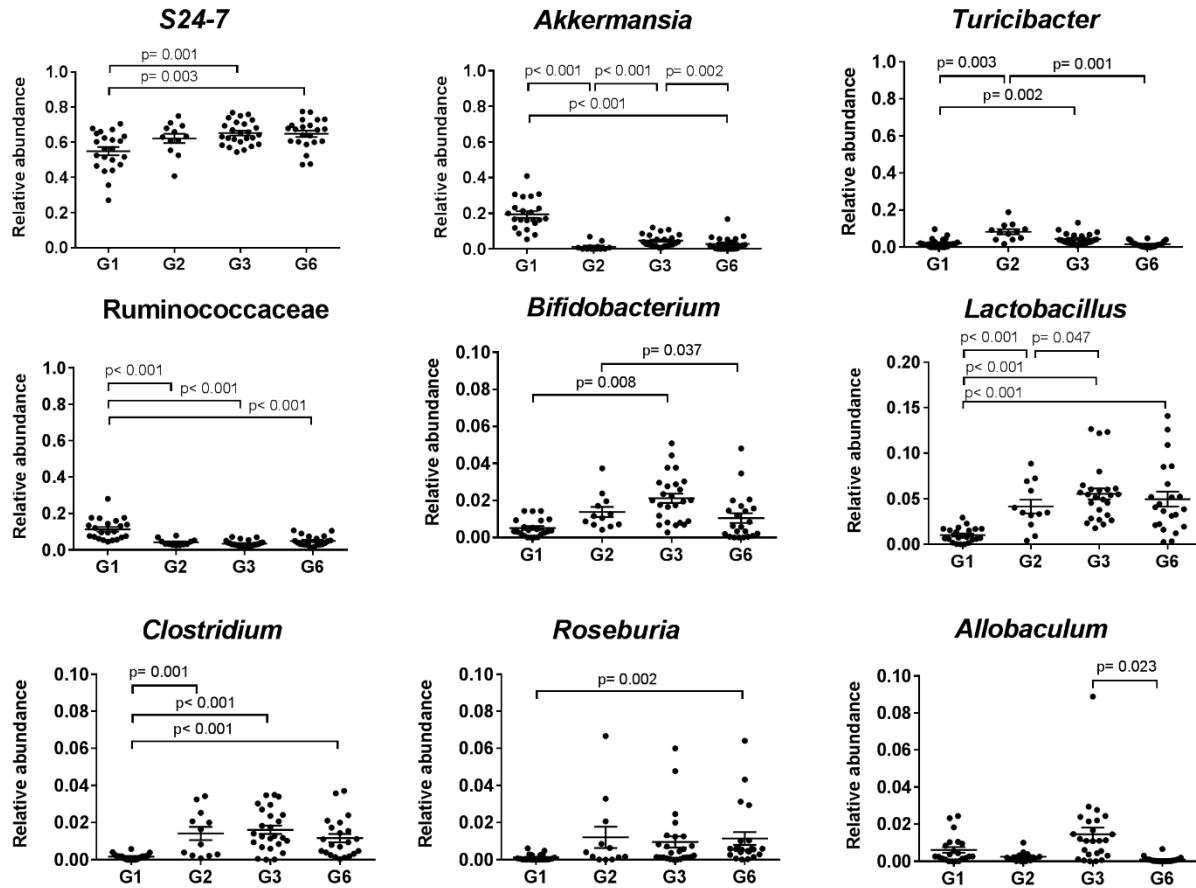 S24-7
p= 0.001
p= 0.003
Relative abundance
1.0
0.8
0.6
0.4
0.2
0.0
G1 G2 G3 G6
Akkermansia
p< 0.001 p< 0.001 p= 0.002
p< 0.001
Relative abundance
1.0
0.8
0.6
0.4
0.2
0.0
G1 G2 G3 G6
Turicibacter
p= 0.003 p= 0.001
p= 0.002
Relative abundance
1.0
0.8
0.6
0.4
0.2
0.0
G1 G2 G3 G6
Ruminococcaceae
p< 0.001
p< 0.001
p< 0.001
Relative abundance
1.0
0.8
0.6
0.4
0.2
0.0
G1 G2 G3 G6
Bifidobacterium
p= 0.037
p= 0.008
Relative abundance
0.10
0.08
0.06
0.04
0.02
0.00
G1 G2 G3 G6
Lactobacillus
p< 0.001 p= 0.047
p< 0.001
p< 0.001
Relative abundance
0.20
0.15
0.10
0.05
0.00
G1 G2 G3 G6
Clostridium
p= 0.001
p< 0.001
p< 0.001
Relative abundance
0.10
0.08
0.06
0.04
0.02
0.00
G1 G2 G3 G6
Roseburia
p= 0.002
Relative abundance
0.10
0.08
0.06
0.04
0.02
0.00
G1 G2 G3 G6
Allobaculum
p= 0.023
Relative abundance
0.10
0.08
0.06
0.04
0.02
0.00
G1 G2 G3 G6